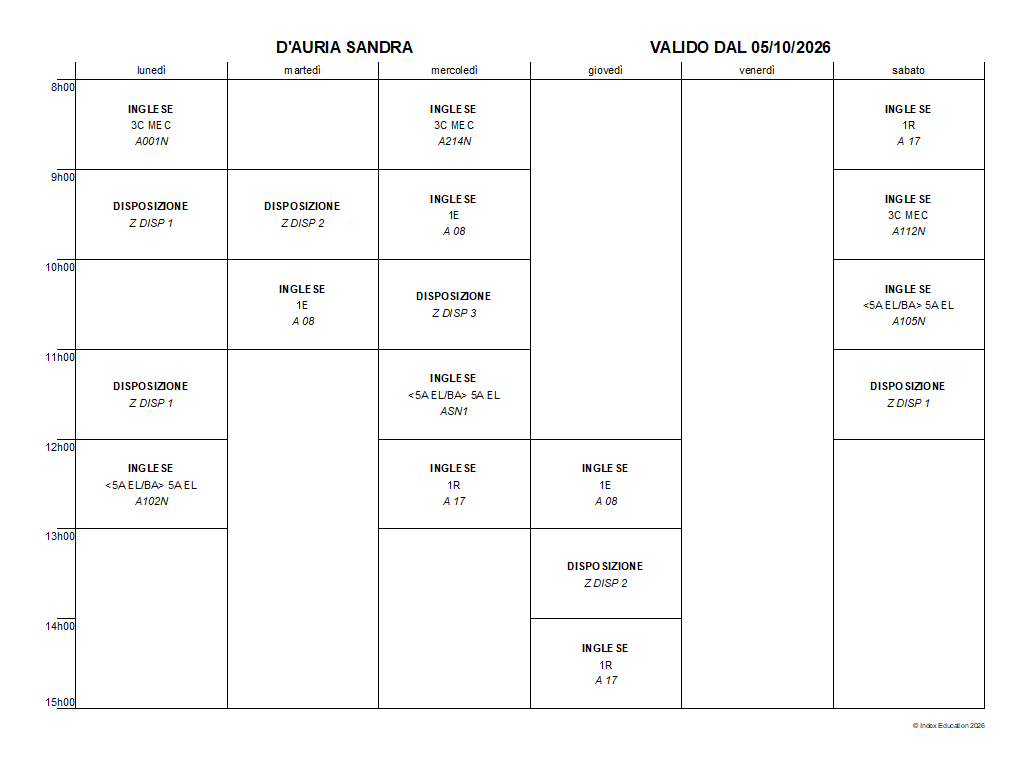 D'AURIA SANDRA
VALIDO DAL 05/10/2026
lunedì martedì mercoledì giovedì venerdì sabato
8h00
INGLESE
3C MEC
A001N
INGLESE
3C MEC
A214N
INGLESE
1R
A 17
9h00
DISPOSIZIONE
Z DISP 1
DISPOSIZIONE
Z DISP 2
INGLESE
1E
A 08
INGLESE
3C MEC
A112N
10h00
INGLESE
1E
A 08
DISPOSIZIONE
Z DISP 3
INGLESE
<5A EL/BA> 5A EL
A105N
11h00
DISPOSIZIONE
Z DISP 1
INGLESE
<5A EL/BA> 5A EL
ASN1
DISPOSIZIONE
Z DISP 1
12h00
INGLESE
<5A EL/BA> 5A EL
A102N
INGLESE
1R
A 17
INGLESE
1E
A 08
13h00
DISPOSIZIONE
Z DISP 2
14h00
INGLESE
1R
A 17
15h00
© Index Education 2026